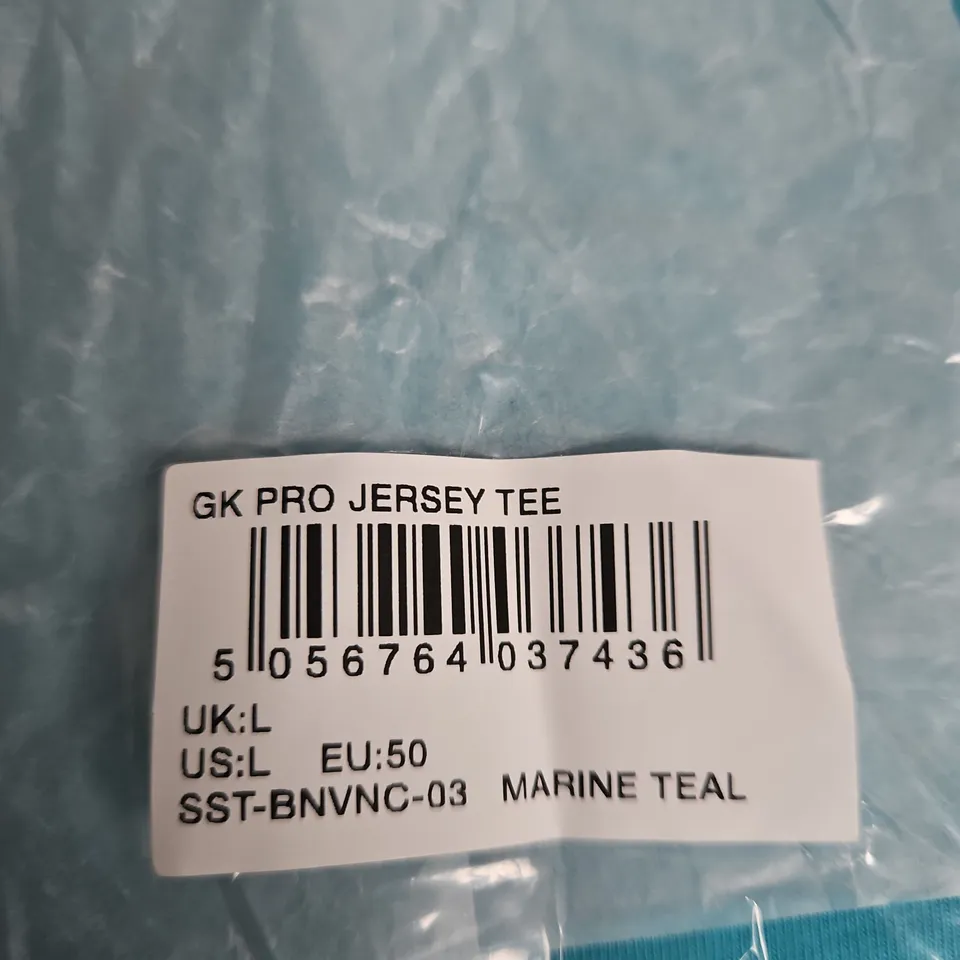 GK PRO JERSEY TEE
5 056764 037436
UK:L
US:L EU:50
SST-BNVNC-03 MARINE TEAL